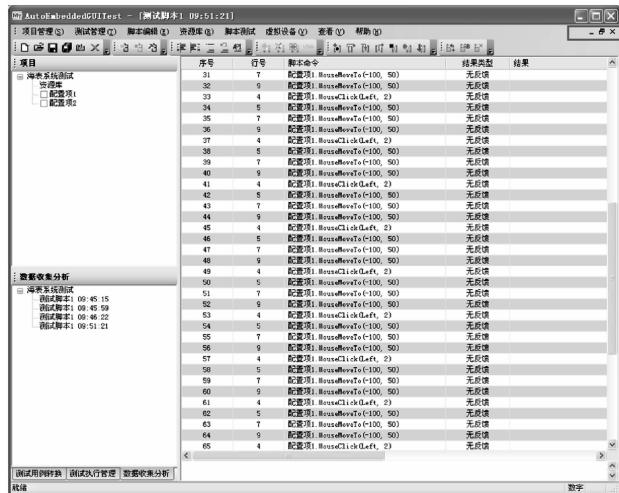 AutoEmbeddedGUITest - [测试脚本1 09:51:21]
项目管理(S) 测试管理(T) 脚本编辑(E) 资源库(R) 脚本测试 虚拟设备(V) 查看(V) 帮助(H)
项目
海表系统测试
资源库
配置项1
配置项2
数据收集分析
海表系统测试
测试脚本1 09:45:15
测试脚本1 09:45:59
测试脚本1 09:46:22
测试脚本1 09:51:21
测试用例转换 测试执行管理 数据收集分析
序号 行号 脚本命令 结果类型 结果
31 7 配置项1.MouseMoveTo(-100, 50) 无反馈
32 9 配置项1.MouseMoveTo(-100, 50) 无反馈
33 4 配置项1.MouseClick(Left, 2) 无反馈
34 5 配置项1.MouseMoveTo(-100, 50) 无反馈
35 7 配置项1.MouseMoveTo(-100, 50) 无反馈
36 9 配置项1.MouseMoveTo(-100, 50) 无反馈
37 4 配置项1.MouseClick(Left, 2) 无反馈
38 5 配置项1.MouseMoveTo(-100, 50) 无反馈
39 7 配置项1.MouseMoveTo(-100, 50) 无反馈
40 9 配置项1.MouseMoveTo(-100, 50) 无反馈
41 4 配置项1.MouseClick(Left, 2) 无反馈
42 5 配置项1.MouseMoveTo(-100, 50) 无反馈
43 7 配置项1.MouseMoveTo(-100, 50) 无反馈
44 9 配置项1.MouseMoveTo(-100, 50) 无反馈
45 4 配置项1.MouseClick(Left, 2) 无反馈
46 5 配置项1.MouseMoveTo(-100, 50) 无反馈
47 7 配置项1.MouseMoveTo(-100, 50) 无反馈
48 9 配置项1.MouseMoveTo(-100, 50) 无反馈
49 4 配置项1.MouseClick(Left, 2) 无反馈
50 5 配置项1.MouseMoveTo(-100, 50) 无反馈
51 7 配置项1.MouseMoveTo(-100, 50) 无反馈
52 9 配置项1.MouseMoveTo(-100, 50) 无反馈
53 4 配置项1.MouseClick(Left, 2) 无反馈
54 5 配置项1.MouseMoveTo(-100, 50) 无反馈
55 7 配置项1.MouseMoveTo(-100, 50) 无反馈
56 9 配置项1.MouseMoveTo(-100, 50) 无反馈
57 4 配置项1.MouseClick(Left, 2) 无反馈
58 5 配置项1.MouseMoveTo(-100, 50) 无反馈
59 7 配置项1.MouseMoveTo(-100, 50) 无反馈
60 9 配置项1.MouseMoveTo(-100, 50) 无反馈
61 4 配置项1.MouseClick(Left, 2) 无反馈
62 5 配置项1.MouseMoveTo(-100, 50) 无反馈
63 7 配置项1.MouseMoveTo(-100, 50) 无反馈
64 9 配置项1.MouseMoveTo(-100, 50) 无反馈
65 4 配置项1.MouseClick(Left, 2) 无反馈
就绪 数字